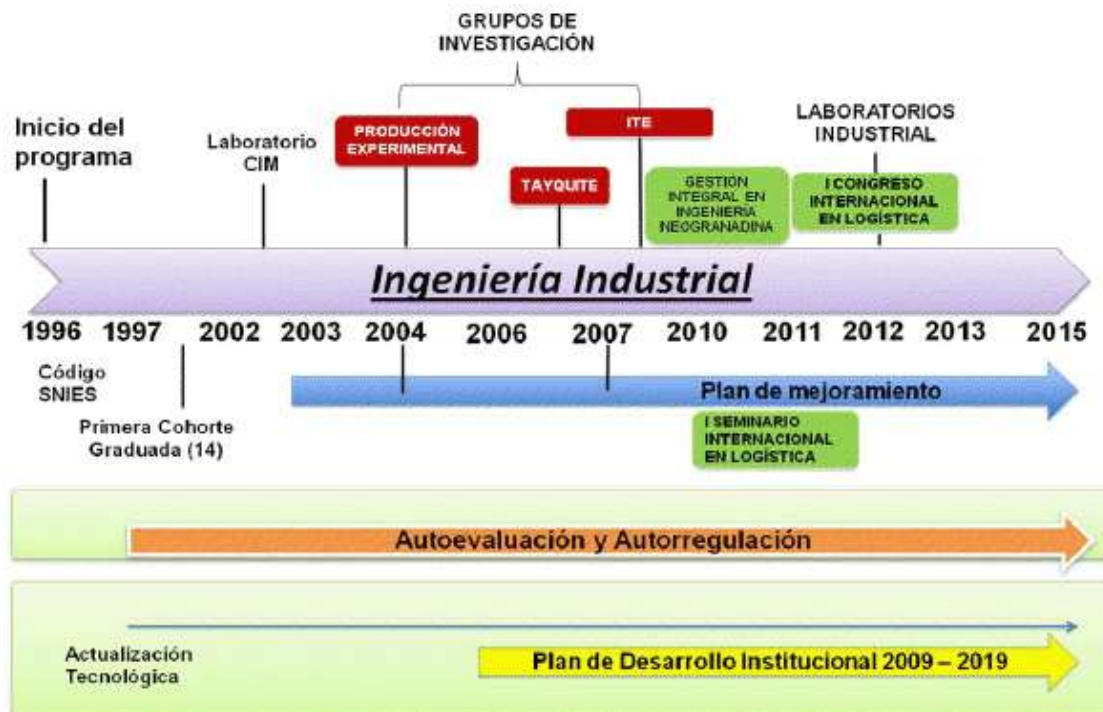 GRUPOS DE
INVESTIGACIÓN
Inicio del
programa
Laboratorio
CIM
PRODUCCIÓN
EXPERIMENTAL
TAYQUITE
ITE
GESTIÓN
INTEGRAL EN
INGENIERÍA
NEOGRANADINA
LABORATORIOS
INDUSTRIAL
I CONGRESO
INTERNACIONAL
EN LOGÍSTICA
Ingeniería Industrial
1996 1997 2002 2003 2004 2006 2007 2010 2011 2012 2013 2015
Código
SNIES
Primera Cohorte
Graduada (14)
Plan de mejoramiento
I SEMINARIO
INTERNACIONAL
EN LOGÍSTICA
Autoevaluación y Autorregulación
Actualización
Tecnológica
Plan de Desarrollo Institucional 2009 – 2019